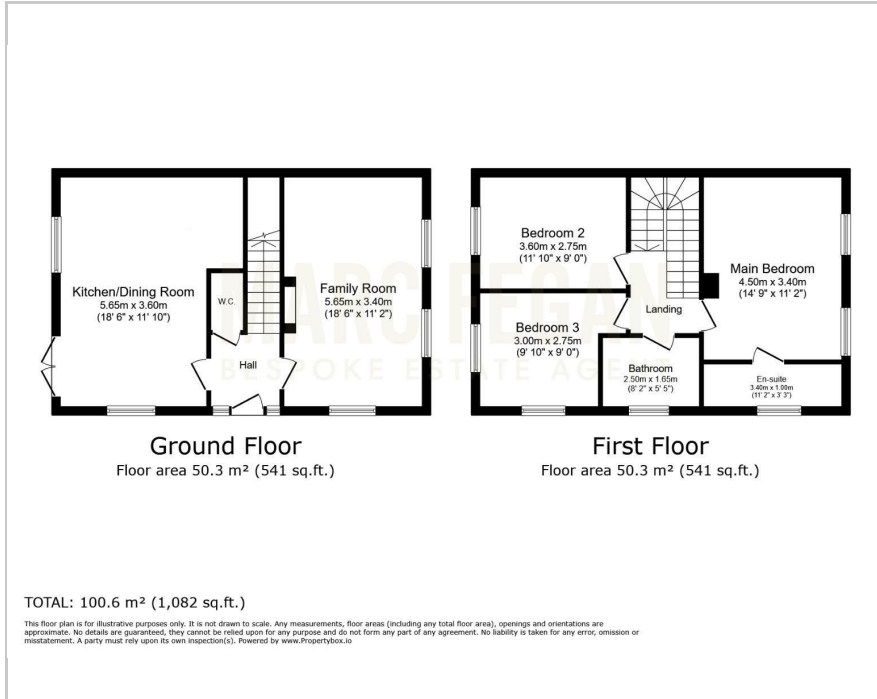 Kitchen/Dining Room
5.65m x 3.60m
(18' 6" x 11' 10")
W.C.
Hall
Family Room
5.65m x 3.40m
(18' 6" x 11' 2")
Bedroom 2
3.60m x 2.75m
(11' 10" x 9' 0")
Bedroom 3
3.00m x 2.75m
(9' 10" x 9' 0")
Landing
Bathroom
2.50m x 1.65m
(8' 2" x 5' 5")
Main Bedroom
4.50m x 3.40m
(14' 9" x 11' 2")
En-suite
3.40m x 1.00m
(11' 2" x 3' 3")
MARC FEGAN
BESPOKE ESTATE AGENT
Ground Floor
Floor area 50.3 m² (541 sq.ft.)
First Floor
Floor area 50.3 m² (541 sq.ft.)
TOTAL: 100.6 m² (1,082 sq.ft.)
This floor plan is for illustrative purposes only. It is not drawn to scale. Any measurements, floor areas (including any total floor area), openings and orientations are
approximate. No details are guaranteed, they cannot be relied upon for any purpose and do not form any part of any agreement. No liability is taken for any error, omission or
misstatement. A party must rely upon its own inspection(s). Powered by www.Propertybox.io